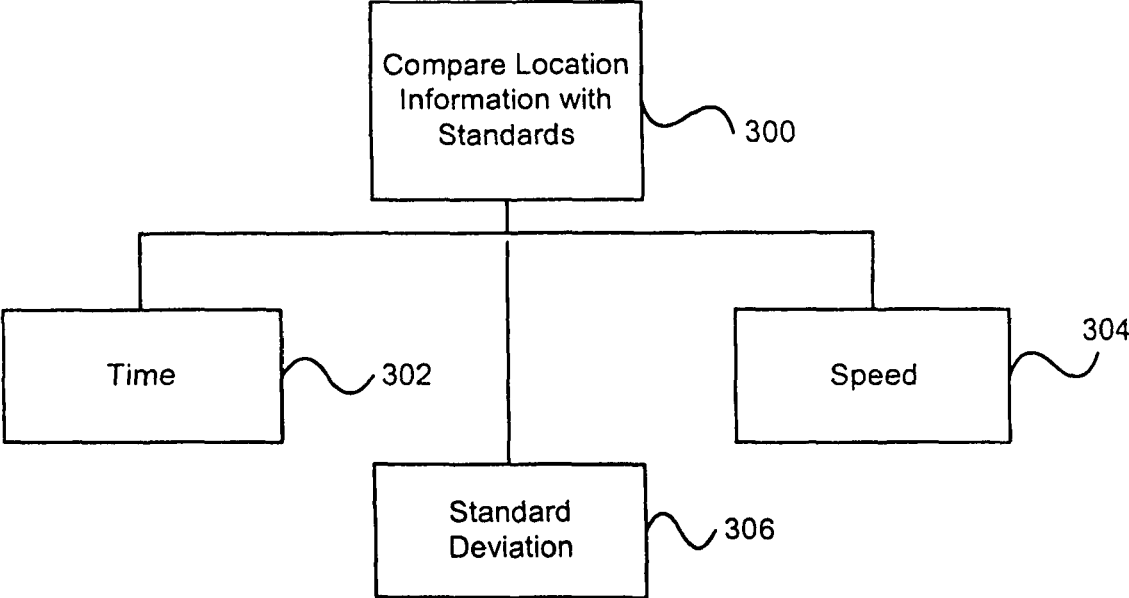 Compare Location
Information with
Standards
300
Time
302
Speed
304
Standard
Deviation
306